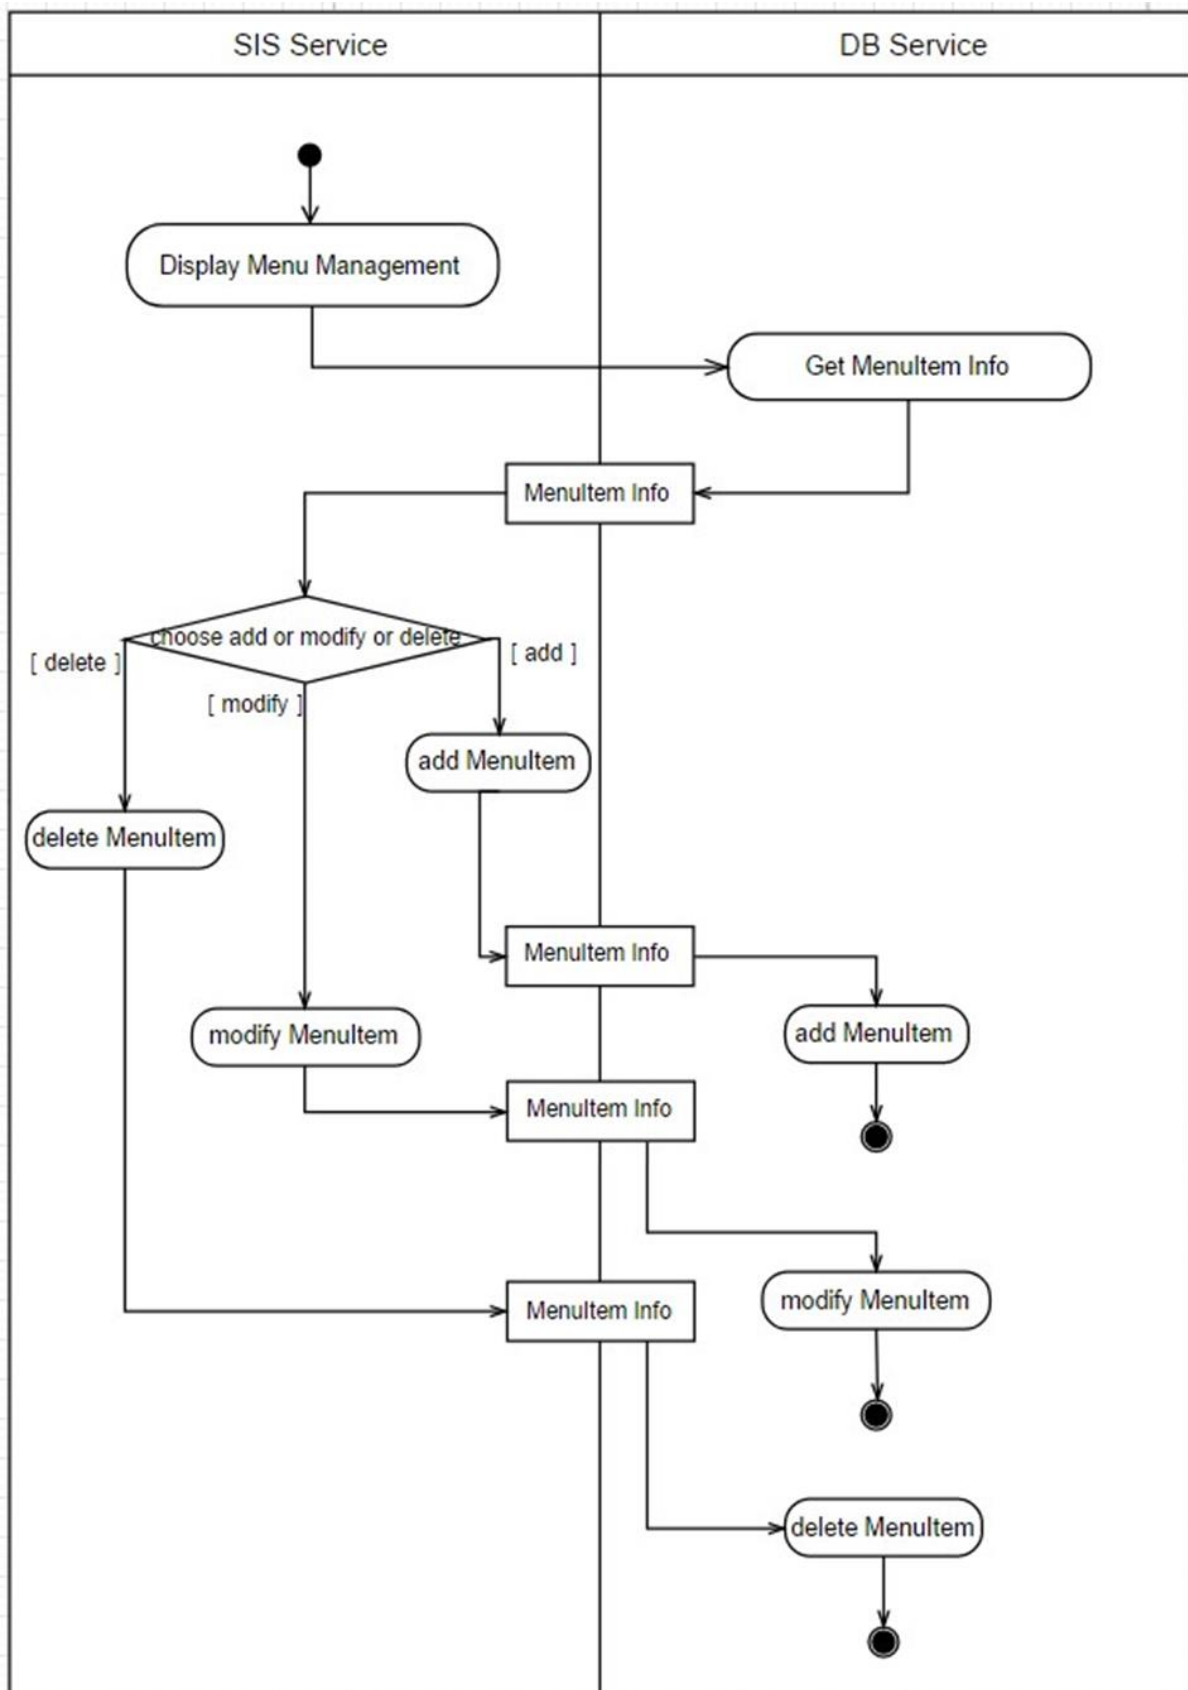 SIS Service
DB Service
Display Menu Management
Get MenuItem Info
MenuItem Info
choose add or modify or delete
[ delete ]
[ add ]
[ modify ]
add MenuItem
delete MenuItem
MenuItem Info
modify MenuItem
add MenuItem
MenuItem Info
modify MenuItem
MenuItem Info
delete MenuItem